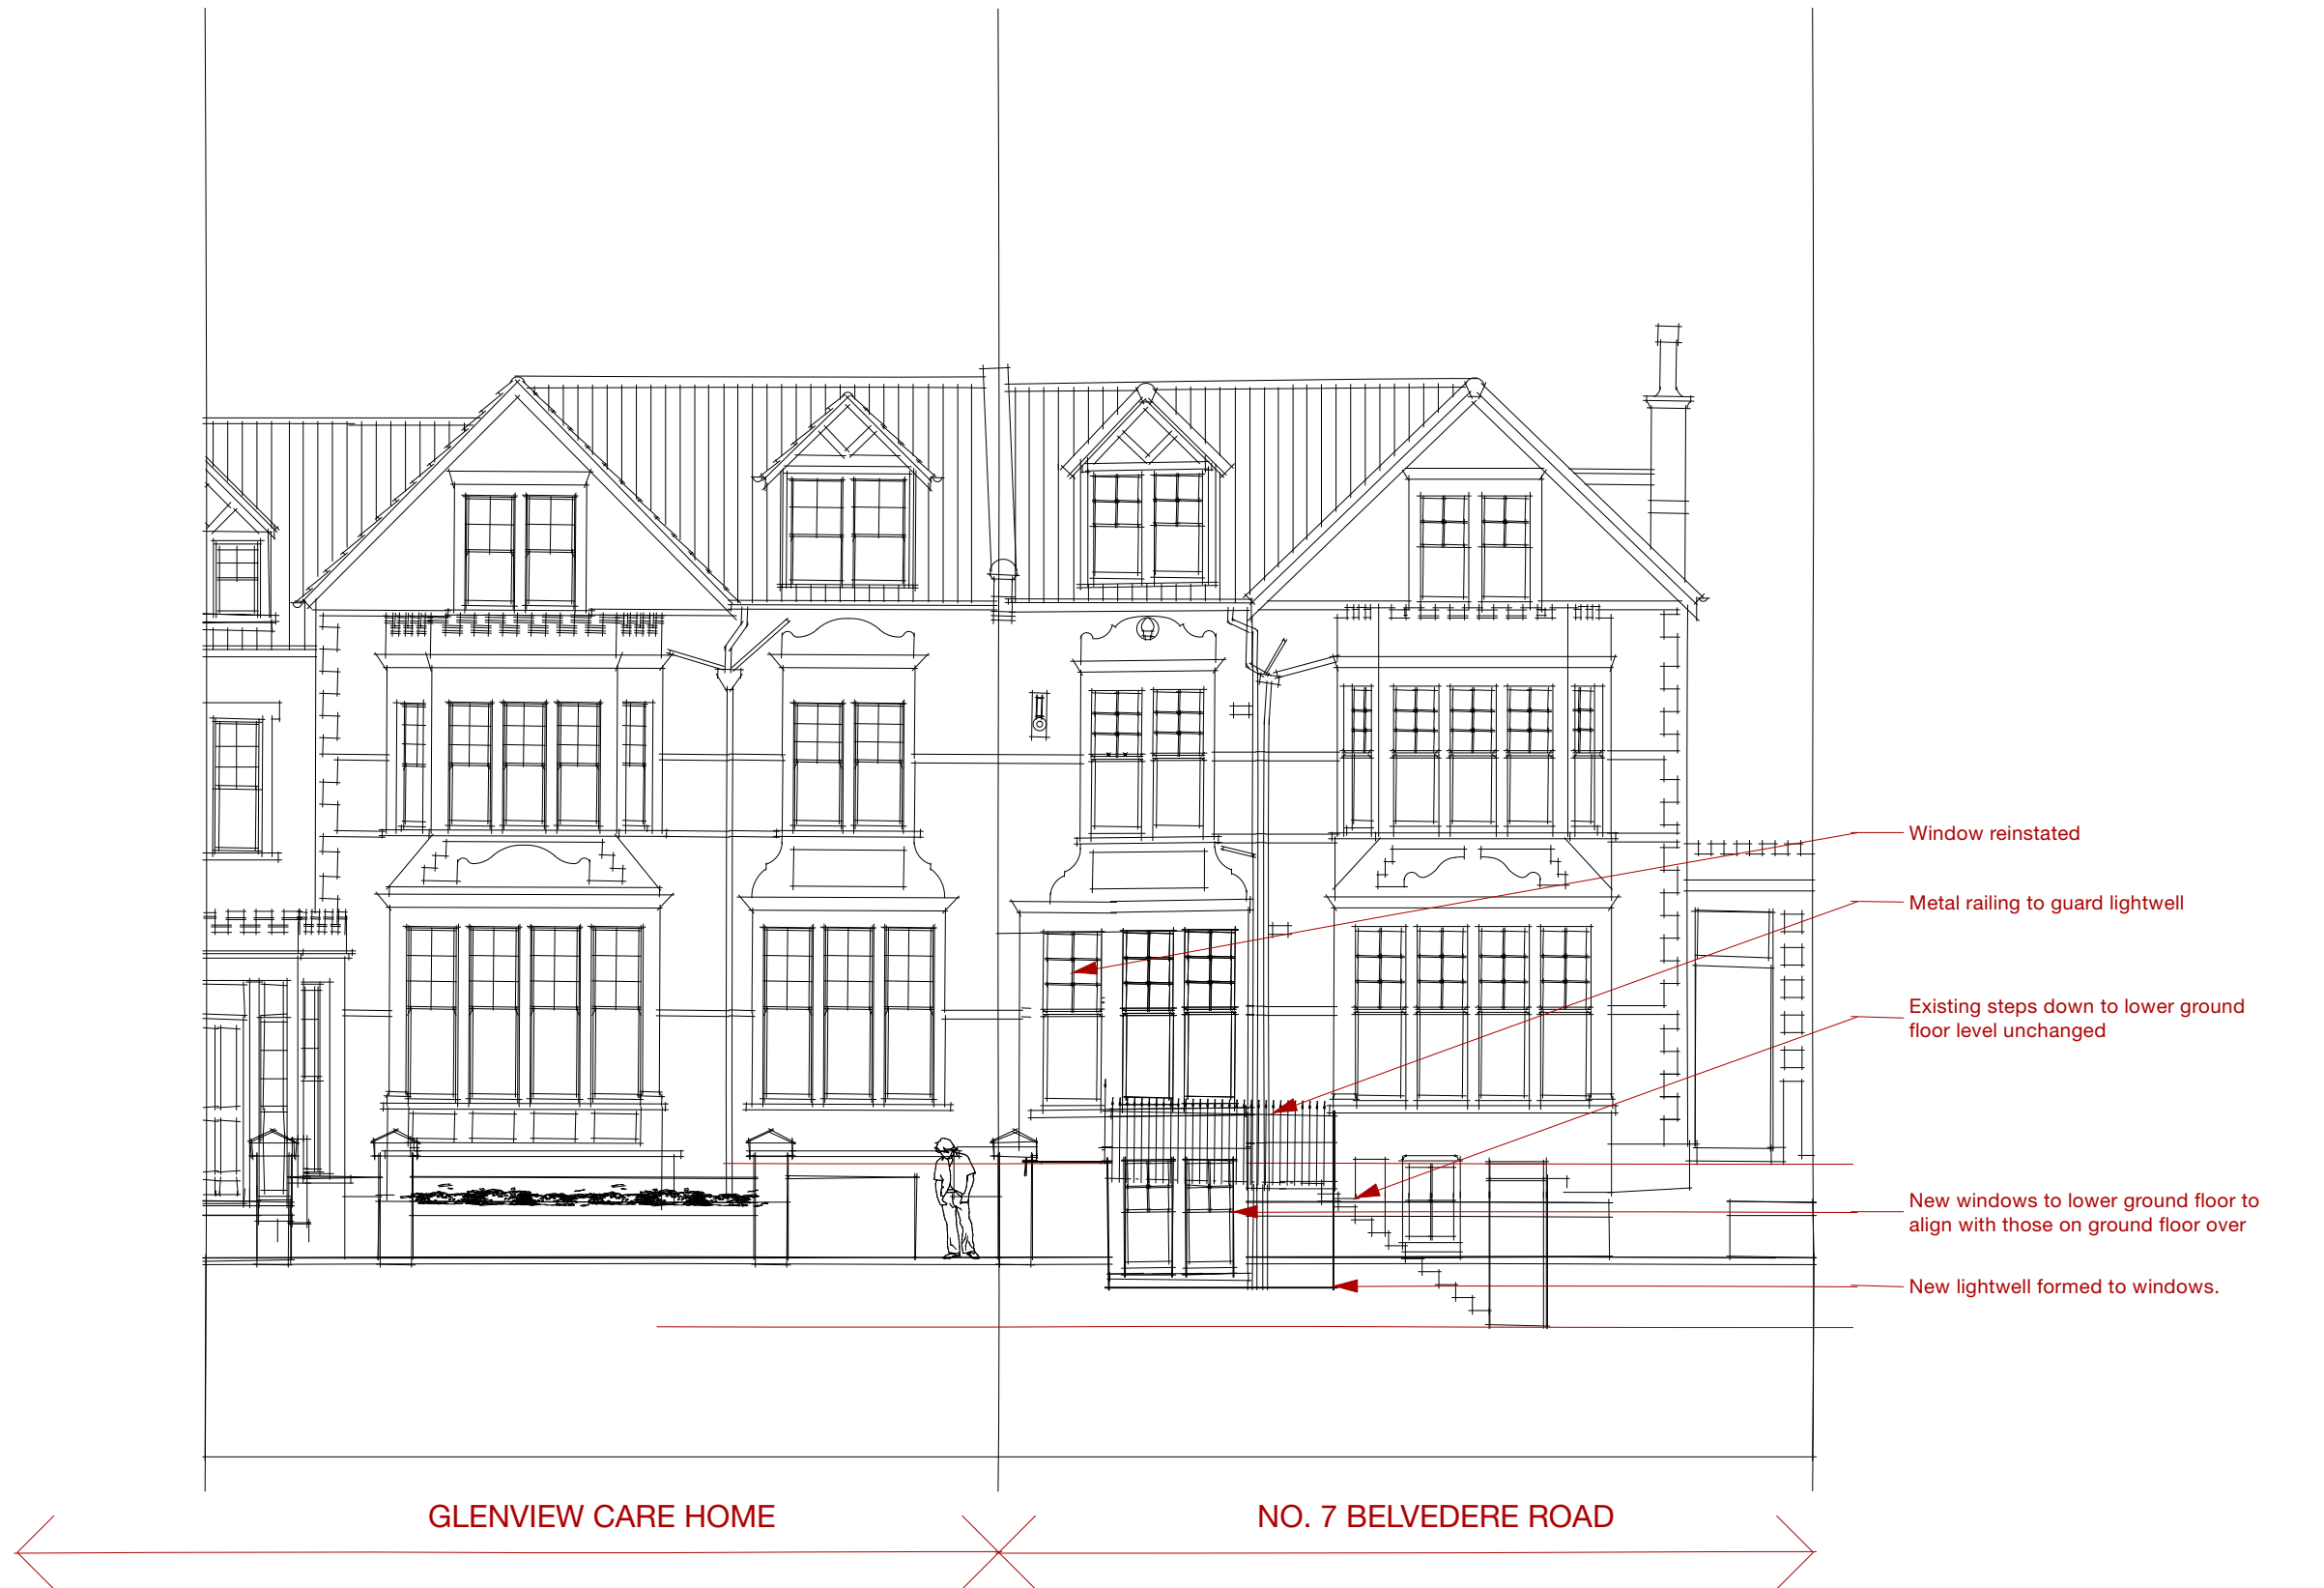 Window reinstated
Metal railing to guard lightwell
Existing steps down to lower ground
floor level unchanged
New windows to lower ground floor to
align with those on ground floor over
New lightwell formed to windows.
GLENVIEW CARE HOME
NO. 7 BELVEDERE ROAD